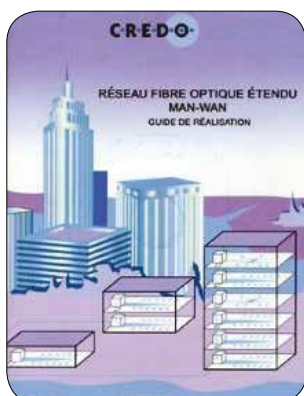 C·R·E·D·O·
RÉSEAU FIBRE OPTIQUE ÉTENDU
MAN-WAN
GUIDE DE RÉALISATION